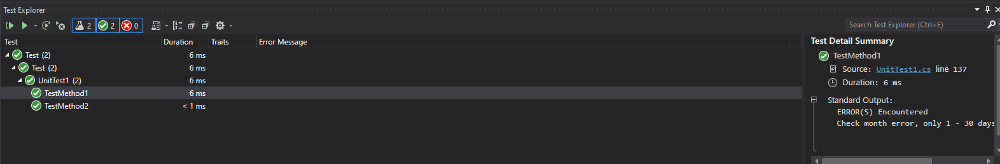 Test Explorer
2 2 0
Search Test Explorer (Ctrl+E)
Test Duration Traits Error Message
Test (2) 6 ms
Test (2) 6 ms
UnitTest1 (2) 6 ms
TestMethod1 6 ms
TestMethod2 < 1 ms
Test Detail Summary
TestMethod1
Source: UnitTest1.cs line 137
Duration: 6 ms
Standard Output:
ERROR(S) Encountered
Check month error, only 1 - 30 days